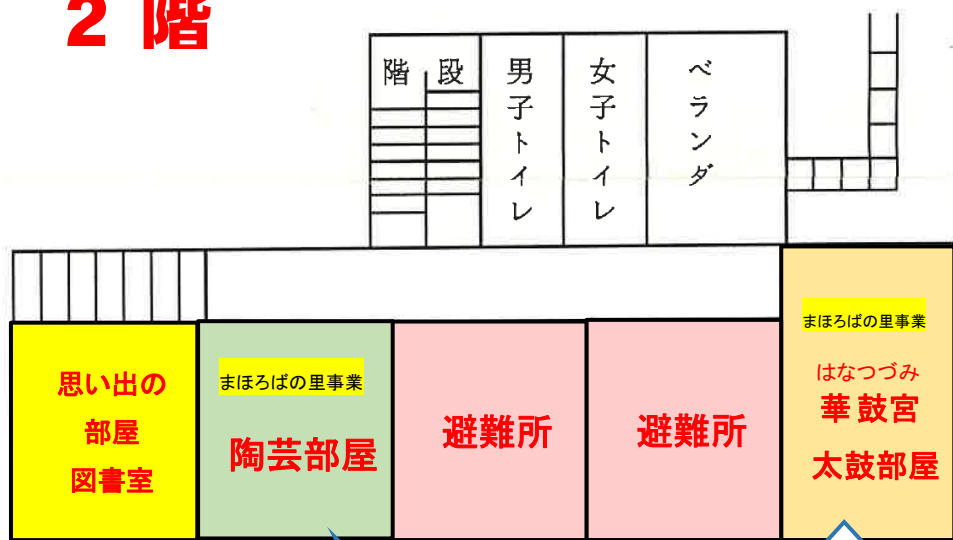 2 階
階段
男子トイレ
女子トイレ
ベランダ
思い出の
部屋
図書室
まほろばの里事業
陶芸部屋
避難所
避難所
まほろばの里事業
はなつづみ
華鼓宮
太鼓部屋